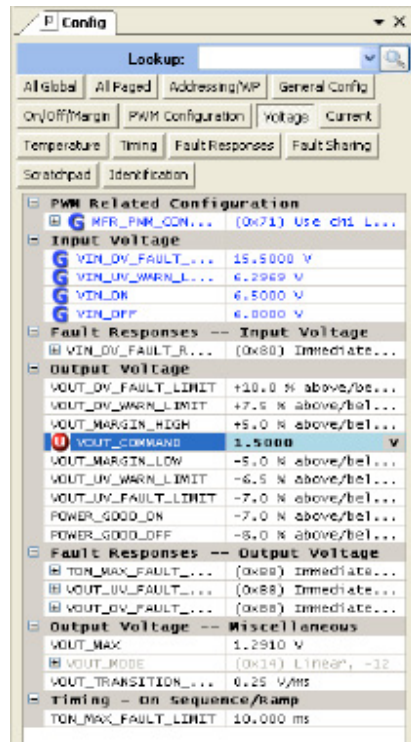 P Config
Lookup:
All Global All Paged Addressing/WP General Config
On/Off/Margin PWM Configuration Voltage Current
Temperature Timing Fault Responses Fault Sharing
Scratchpad Identification
PWM Related Configuration
G MFR_PWM_CON... (0x71) Use ch1 L...
Input Voltage
G VIN_OV_FAULT_... 15.5000 V
G VIN_UV_WARN_L... 6.2969 V
G VIN_ON 6.5000 V
G VIN_OFF 6.0000 V
Fault Responses -- Input Voltage
VIN_OV_FAULT_R... (0x80) Immediate...
Output Voltage
VOUT_OV_FAULT_LIMIT +10.0 % above/be...
VOUT_OV_WARN_LIMIT +7.5 % above/bel...
VOUT_MARGIN_HIGH +5.0 % above/bel...
U VOUT_COMMAND 1.5000 V
VOUT_MARGIN_LOW -5.0 % above/bel...
VOUT_UV_WARN_LIMIT -6.5 % above/bel...
VOUT_UV_FAULT_LIMIT -7.0 % above/bel...
POWER_GOOD_ON -7.0 % above/bel...
POWER_GOOD_OFF -8.0 % above/bel...
Fault Responses -- Output Voltage
TON_MAX_FAULT_... (0xB8) Immediate...
VOUT_UV_FAULT_... (0xB8) Immediate...
VOUT_OV_FAULT_... (0xB8) Immediate...
Output Voltage -- Miscellaneous
VOUT_MAX 1.2910 V
VOUT_MODE (0x14) Linear, -12
VOUT_TRANSITION_... 0.25 V/ms
Timing - On Sequence/Ramp
TON_MAX_FAULT_LIMIT 10.000 ms